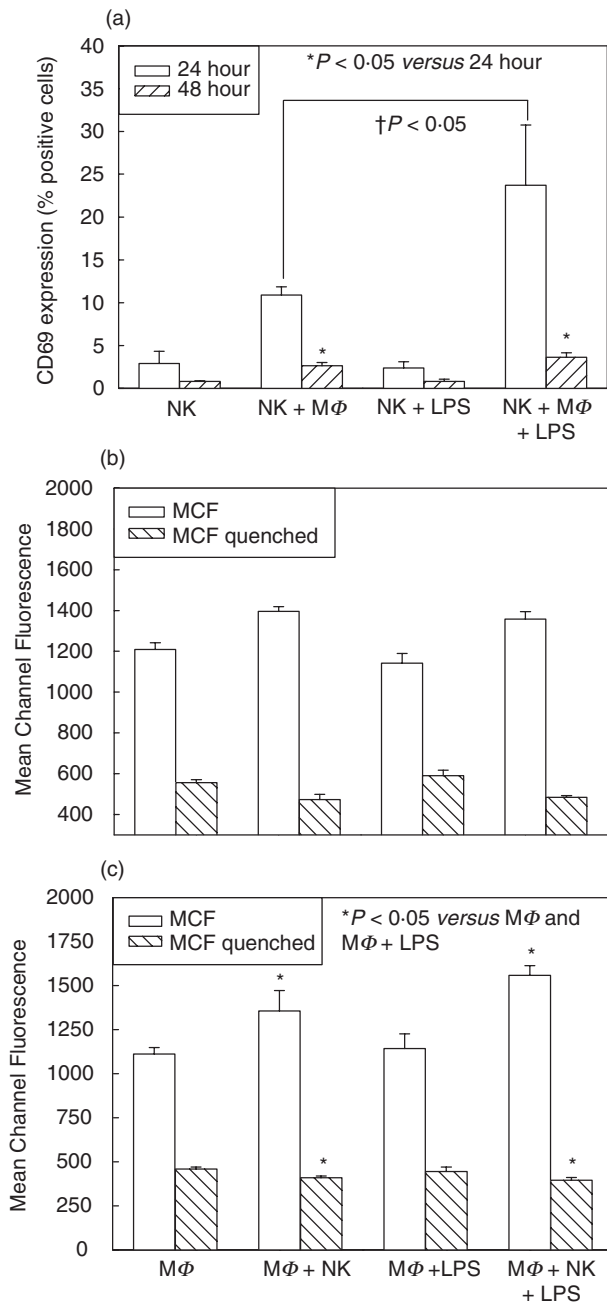 (a)
40
35
30
25
20
15
10
5
0
CD69 expression (% positive cells)
24 hour
48 hour
*P < 0·05 versus 24 hour
†P < 0·05
*
*
NK
NK + MΦ
NK + LPS
NK + MΦ
+ LPS
(b)
2000
1800
1600
1400
1200
1000
800
600
400
Mean Channel Fluorescence
MCF
MCF quenched
(c)
2000
1750
1500
1250
1000
750
500
250
0
Mean Channel Fluorescence
MCF
MCF quenched
*P < 0·05 versus MΦ and
MΦ + LPS
*
*
*
*
MΦ
MΦ + NK
MΦ +LPS
MΦ + NK
+ LPS